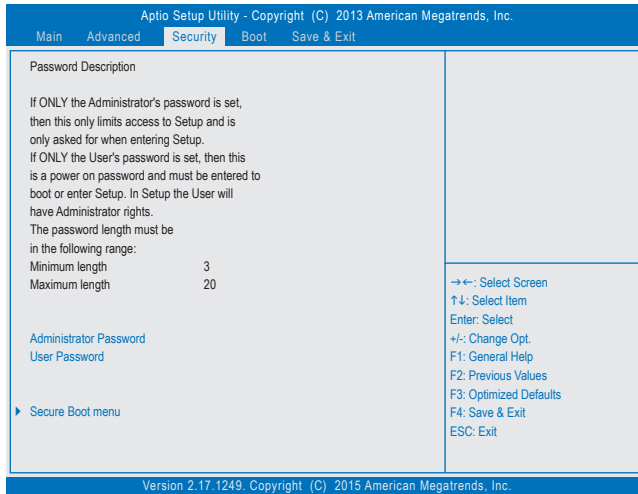 Aptio Setup Utility - Copyright (C) 2013 American Megatrends, Inc.
Main Advanced Security Boot Save & Exit
Password Description
If ONLY the Administrator's password is set,
then this only limits access to Setup and is
only asked for when entering Setup.
If ONLY the User's password is set, then this
is a power on password and must be entered to
boot or enter Setup. In Setup the User will
have Administrator rights.
The password length must be
in the following range:
Minimum length 3
Maximum length 20
Administrator Password
User Password
Secure Boot menu
→←: Select Screen
↑↓: Select Item
Enter: Select
+/-: Change Opt.
F1: General Help
F2: Previous Values
F3: Optimized Defaults
F4: Save & Exit
ESC: Exit
Version 2.17.1249. Copyright (C) 2015 American Megatrends, Inc.